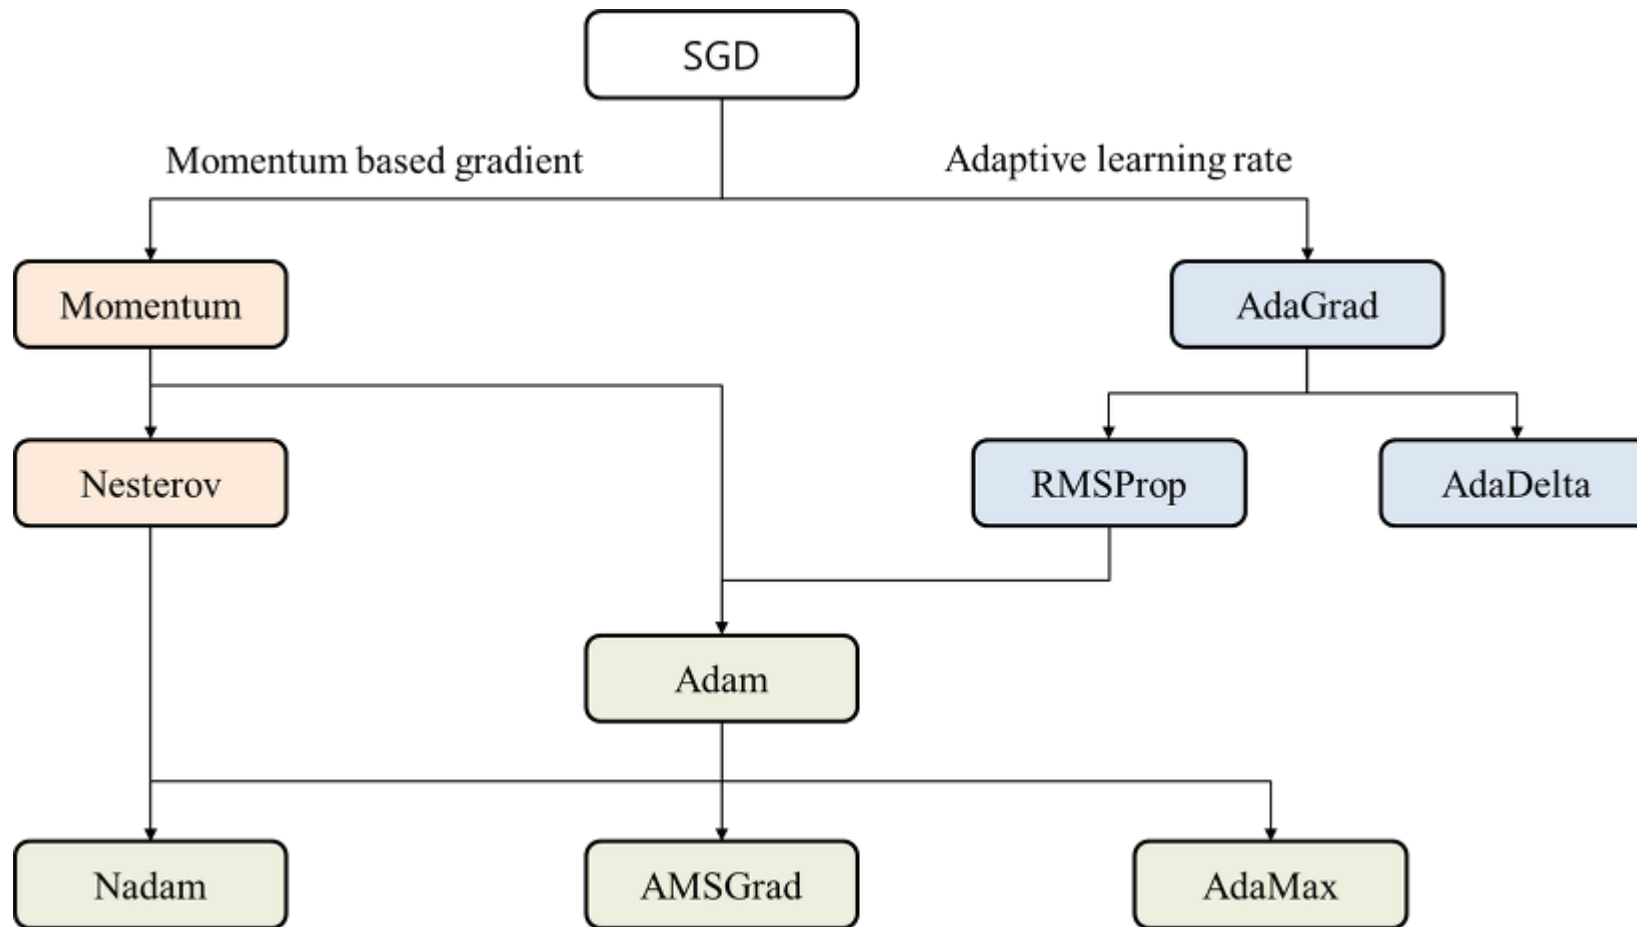 SGD
Momentum based gradient
Adaptive learning rate
Momentum
AdaGrad
Nesterov
RMSProp
AdaDelta
Adam
Nadam
AMSGrad
AdaMax